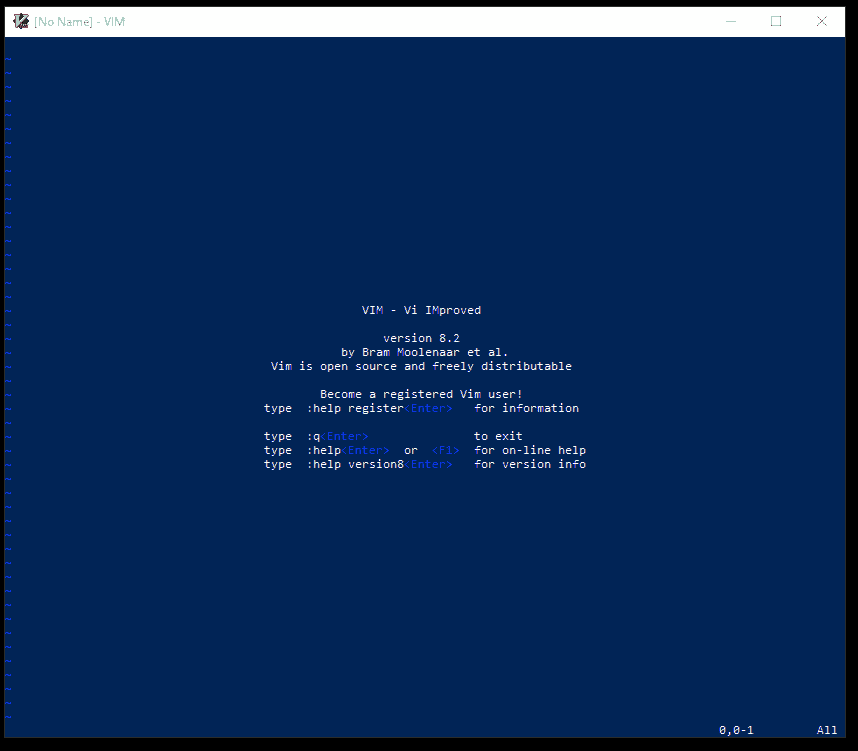 [No Name] - VIM
VIM - Vi IMproved
version 8.2
by Bram Moolenaar et al.
Vim is open source and freely distributable
Become a registered Vim user!
type  :help register<Enter>   for information
type  :q<Enter>               to exit
type  :help<Enter>  or  <F1>  for on-line help
type  :help version8<Enter>   for version info
0,0-1         All